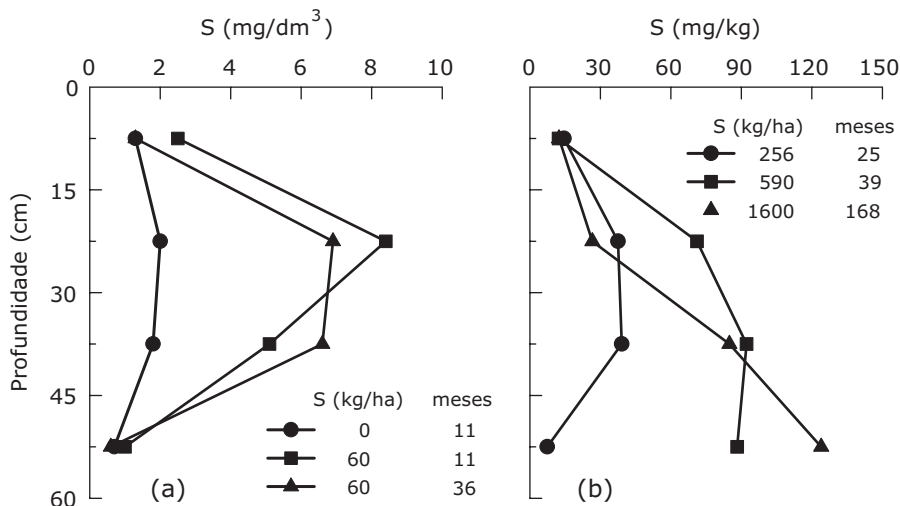 S (mg/dm³)
0 2 4 6 8 10
0
15
30
45
60
Profundidade (cm)
S (kg/ha) meses
0 11
60 11
60 36
(a)
S (mg/kg)
0 30 60 90 120 150
S (kg/ha) meses
256 25
590 39
1600 168
(b)